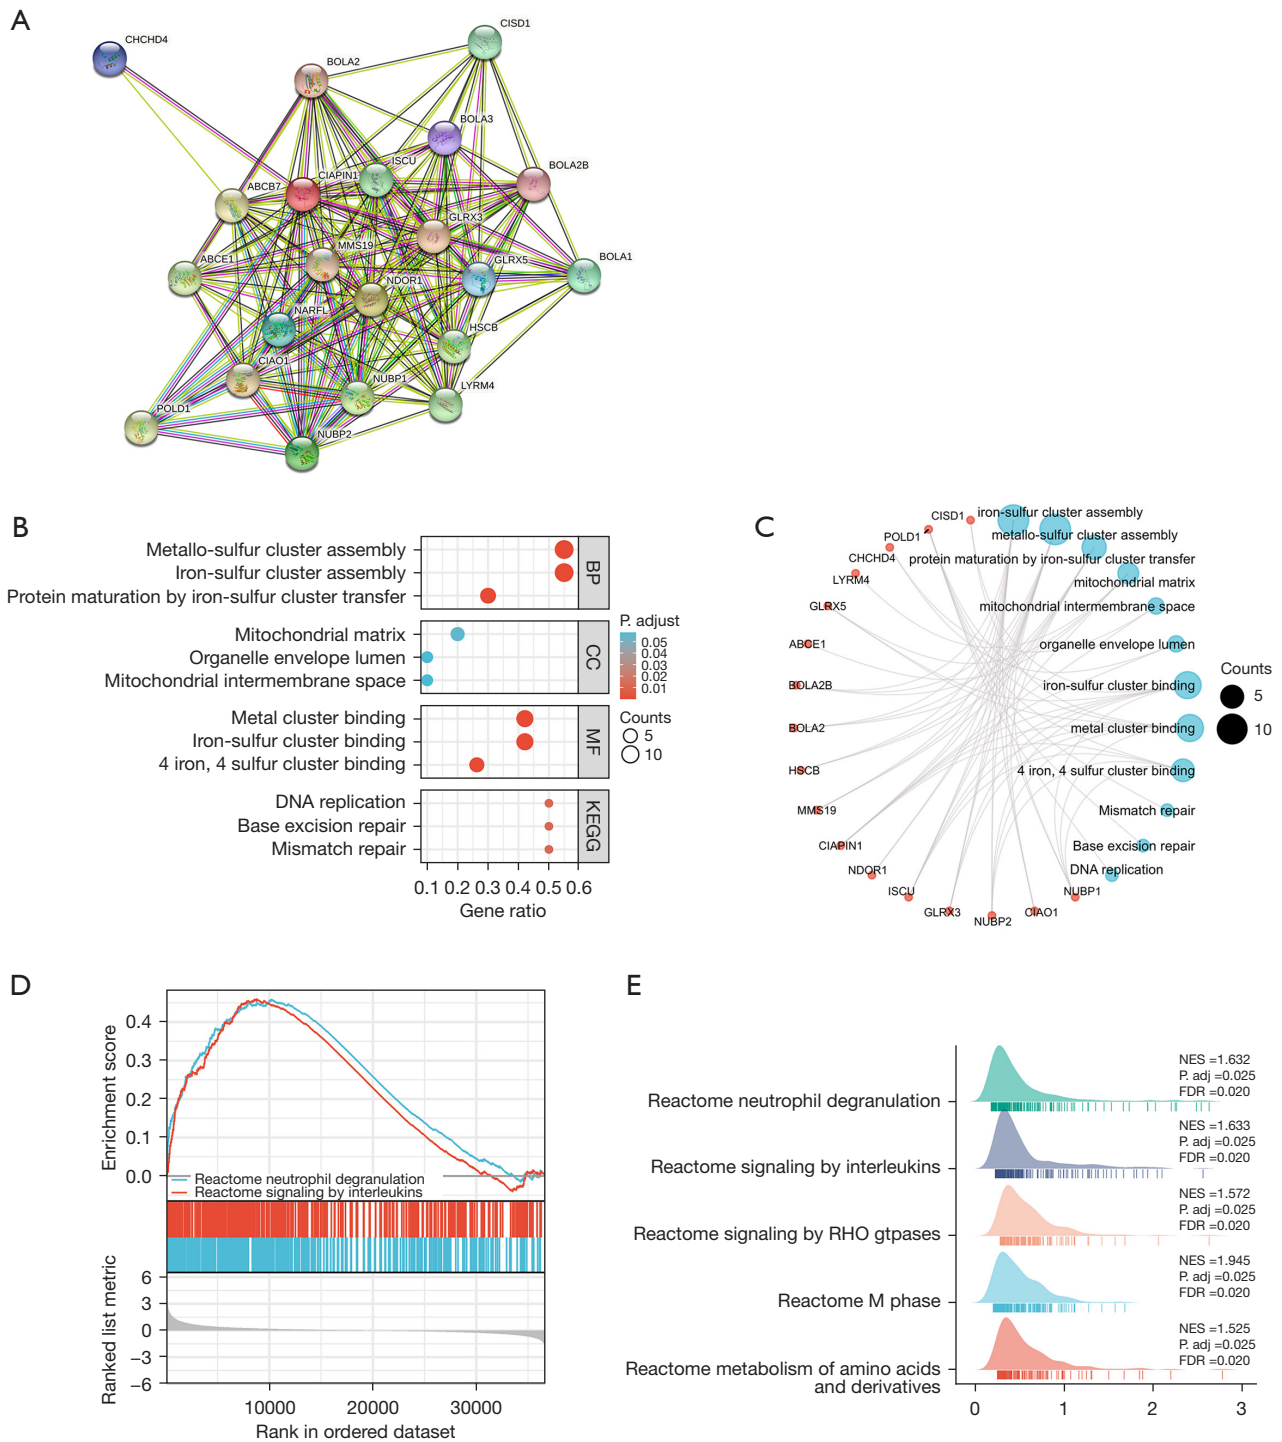 A
CHCHD4
CISD1
BOLA2
BOLA3
ISCU
BOLA2B
CIAPIN1
ABCB7
GLRX3
MMS19
ABCE1
GLRX5
BOLA1
NDOR1
NARFL
HSCB
CIAO1
NUBP1
LYRM4
POLD1
NUBP2
B
Metallo-sulfur cluster assembly
Iron-sulfur cluster assembly
Protein maturation by iron-sulfur cluster transfer
BP
Mitochondrial matrix
Organelle envelope lumen
Mitochondrial intermembrane space
CC
Metal cluster binding
Iron-sulfur cluster binding
4 iron, 4 sulfur cluster binding
MF
DNA replication
Base excision repair
Mismatch repair
KEGG
0.1 0.2 0.3 0.4 0.5 0.6
Gene ratio
P. adjust
0.05
0.04
0.03
0.02
0.01
Counts
5
10
C
CISD1
POLD1
CHCHD4
LYRM4
GLRX5
ABCE1
BOLA2B
BOLA2
HSCB
MMS19
CIAPIN1
NDOR1
ISCU
GLRX3
NUBP2
CIAO1
NUBP1
iron-sulfur cluster assembly
metallo-sulfur cluster assembly
protein maturation by iron-sulfur cluster transfer
mitochondrial matrix
mitochondrial intermembrane space
organelle envelope lumen
iron-sulfur cluster binding
metal cluster binding
4 iron, 4 sulfur cluster binding
Mismatch repair
Base excision repair
DNA replication
Counts
5
10
D
Enrichment score
0.4
0.3
0.2
0.1
0.0
Reactome neutrophil degranulation
Reactome signaling by interleukins
Ranked list metric
6
3
0
−3
−6
10000 20000 30000
Rank in ordered dataset
E
Reactome neutrophil degranulation
NES =1.632
P. adj =0.025
FDR =0.020
Reactome signaling by interleukins
NES =1.633
P. adj =0.025
FDR =0.020
Reactome signaling by RHO gtpases
NES =1.572
P. adj =0.025
FDR =0.020
Reactome M phase
NES =1.945
P. adj =0.025
FDR =0.020
Reactome metabolism of amino acids
and derivatives
NES =1.525
P. adj =0.025
FDR =0.020
0 1 2 3